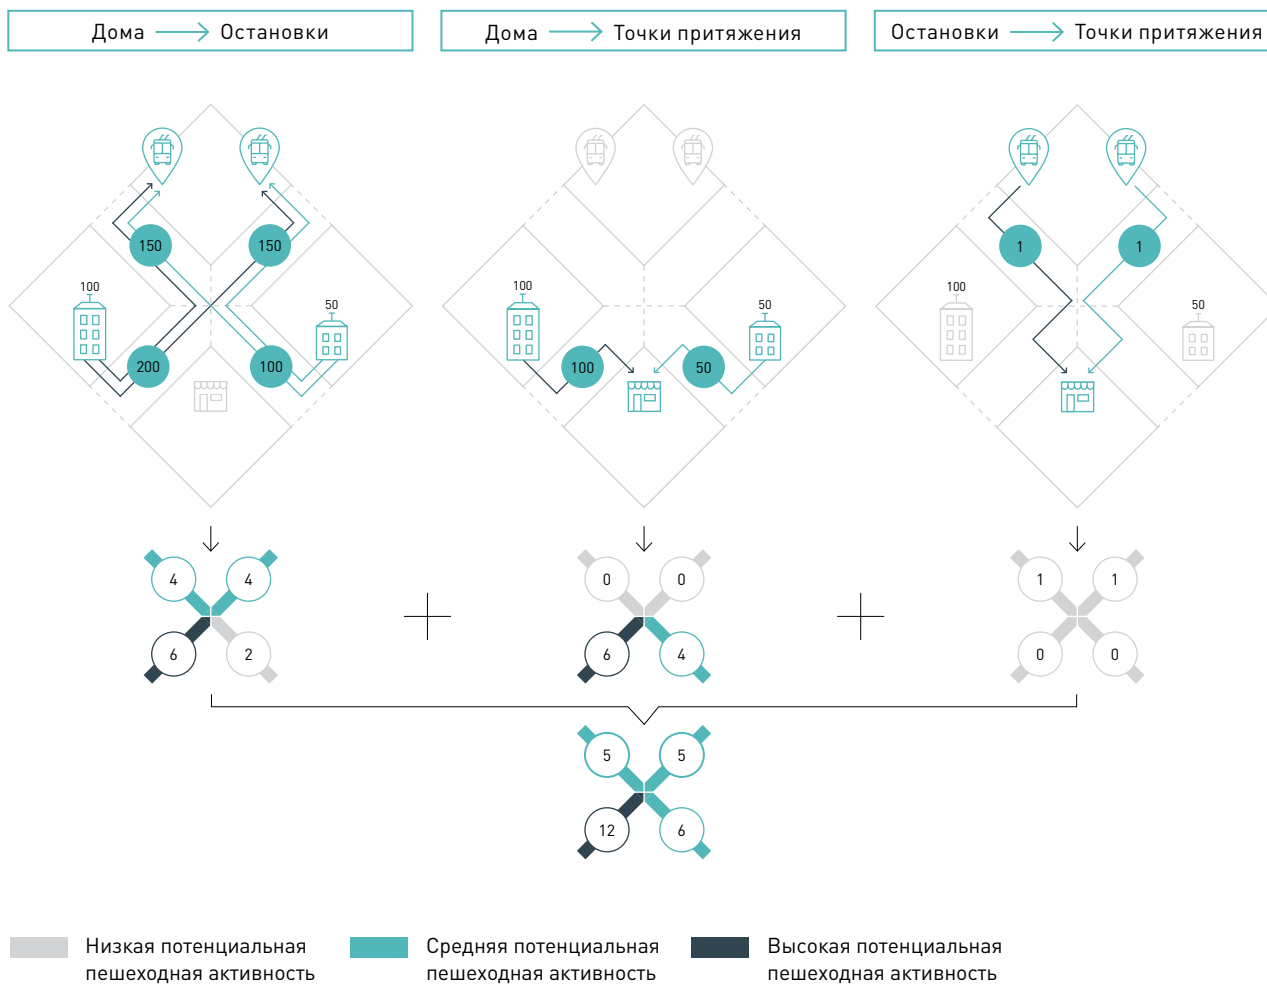 Дома Остановки
Дома Точки притяжения
Остановки Точки притяжения
150 150
100 50
200 100
100 50
100 50
1 1
100 50
4 4
6 2
0 0
6 4
1 1
0 0
5 5
12 6
Низкая потенциальная
пешеходная активность
Средняя потенциальная
пешеходная активность
Высокая потенциальная
пешеходная активность